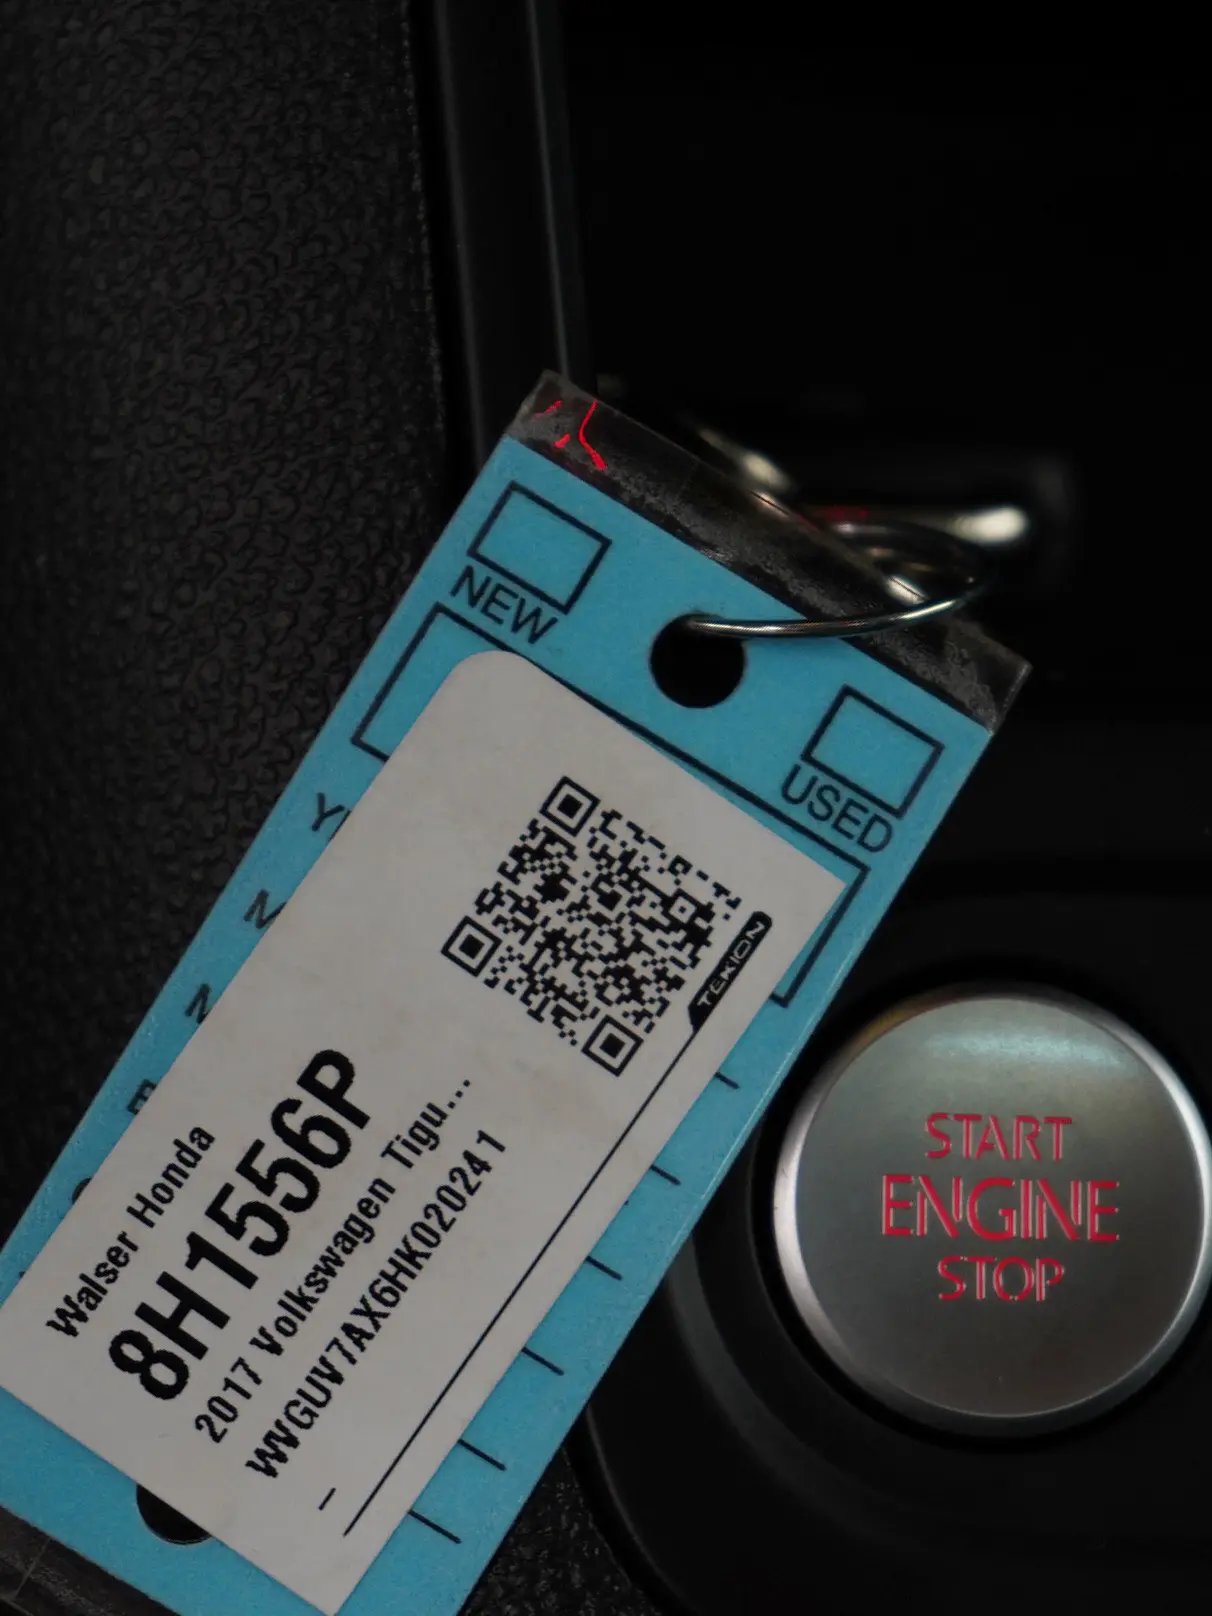 NEW
USED
TEKION
Walser Honda
8H1556P
2017 Volkswagen Tigu...
WVGUV7AX6HK020241
START
ENGINE
STOP